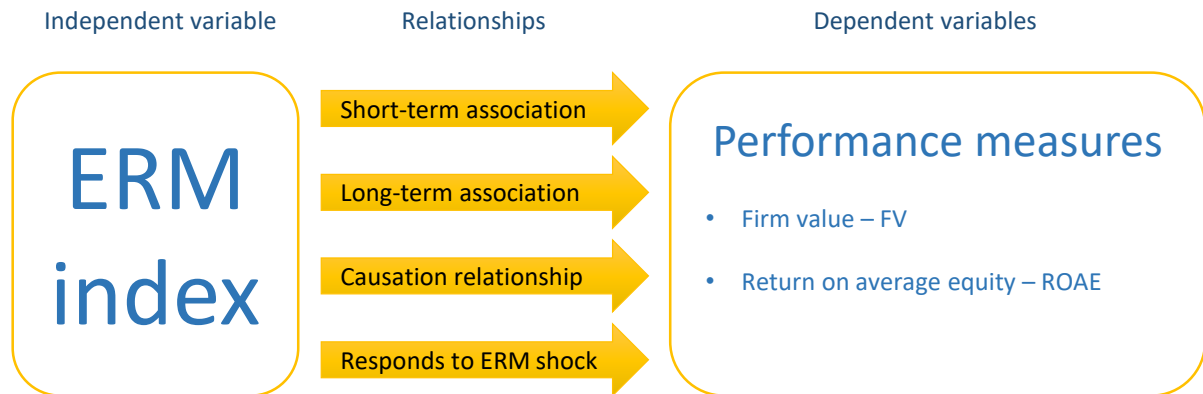 Independent variable
Relationships
Dependent variables
ERM
index
Short-term association
Long-term association
Causation relationship
Responds to ERM shock
Performance measures
• Firm value – FV
• Return on average equity – ROAE